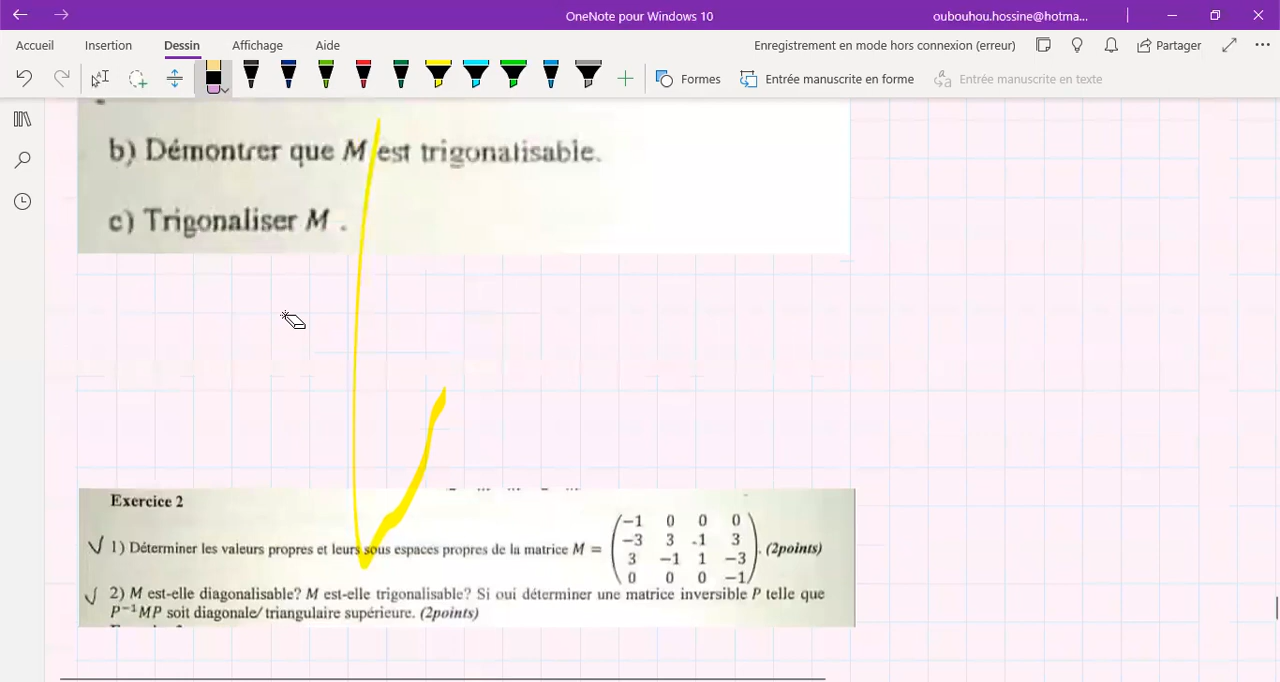 OneNote pour Windows 10
oubouhou.hossine@hotma...
Accueil Insertion Dessin Affichage Aide
Enregistrement en mode hors connexion (erreur)
Partager
Formes
Entrée manuscrite en forme
Entrée manuscrite en texte
b) Démontrer que M est trigonalisable.
c) Trigonaliser M .
Exercice 2
1) Déterminer les valeurs propres et leurs sous espaces propres de la matrice M = 
-1 0 0 0
-3 3 -1 3
3 -1 1 -3
0 0 0 -1
. (2points)
2) M est-elle diagonalisable? M est-elle trigonalisable? Si oui déterminer une matrice inversible P telle que
P⁻¹MP soit diagonale/ triangulaire supérieure. (2points)